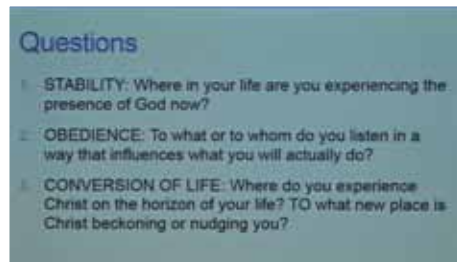 Questions
1. STABILITY: Where in your life are you experiencing the
presence of God now?
2. OBEDIENCE: To what or to whom do you listen in a
way that influences what you will actually do?
3. CONVERSION OF LIFE: Where do you experience
Christ on the horizon of your life? TO what new place is
Christ beckoning or nudging you?